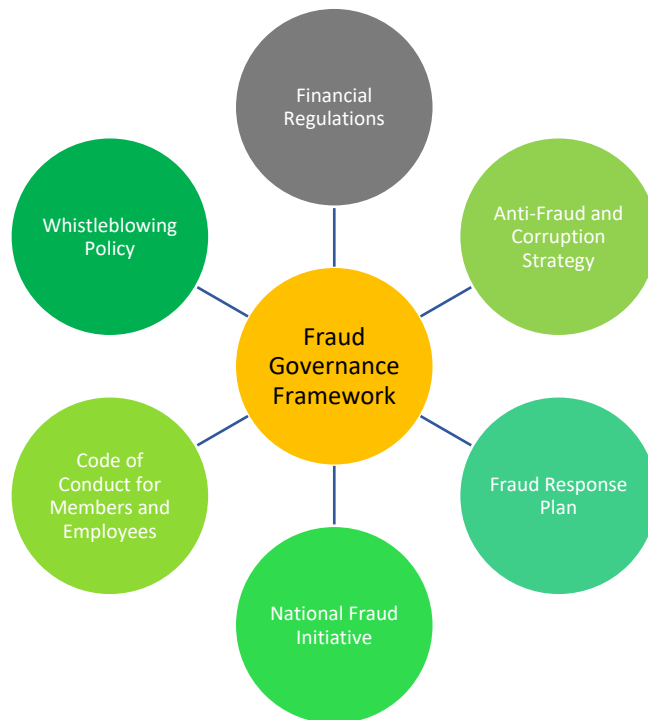 Financial
Regulations
Whistleblowing
Policy
Anti-Fraud and
Corruption
Strategy
Fraud
Governance
Framework
Code of
Conduct for
Members and
Employees
Fraud Response
Plan
National Fraud
Initiative